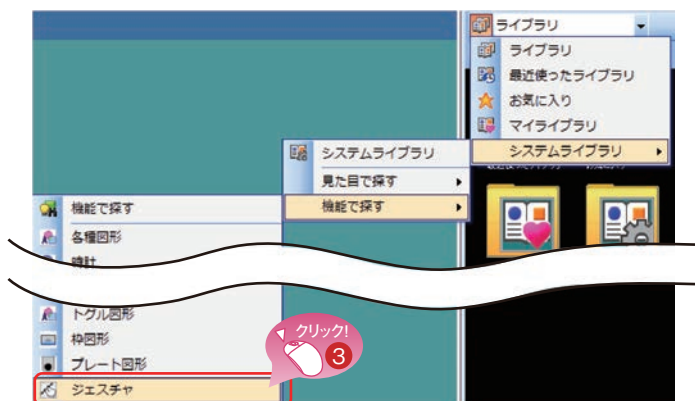 ライブラリ
ライブラリ
最近使ったライブラリ
お気に入り
マイライブラリ
システムライブラリ
システムライブラリ
見た目で探す
機能で探す
機能で探す
各種図形
時計
トグル図形
枠図形
プレート図形
ジェスチャ
クリック!
3